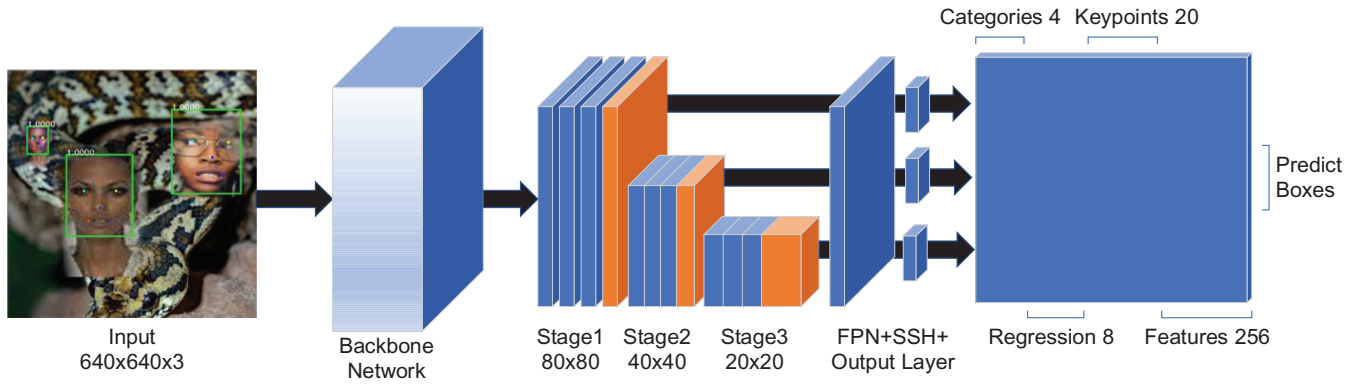 Categories 4
Keypoints 20
1.0000
1.0000
1.0000
Predict
Boxes
Input
640x640x3
Backbone
Network
Stage1
80x80
Stage2
40x40
Stage3
20x20
FPN+SSH+
Output Layer
Regression 8
Features 256